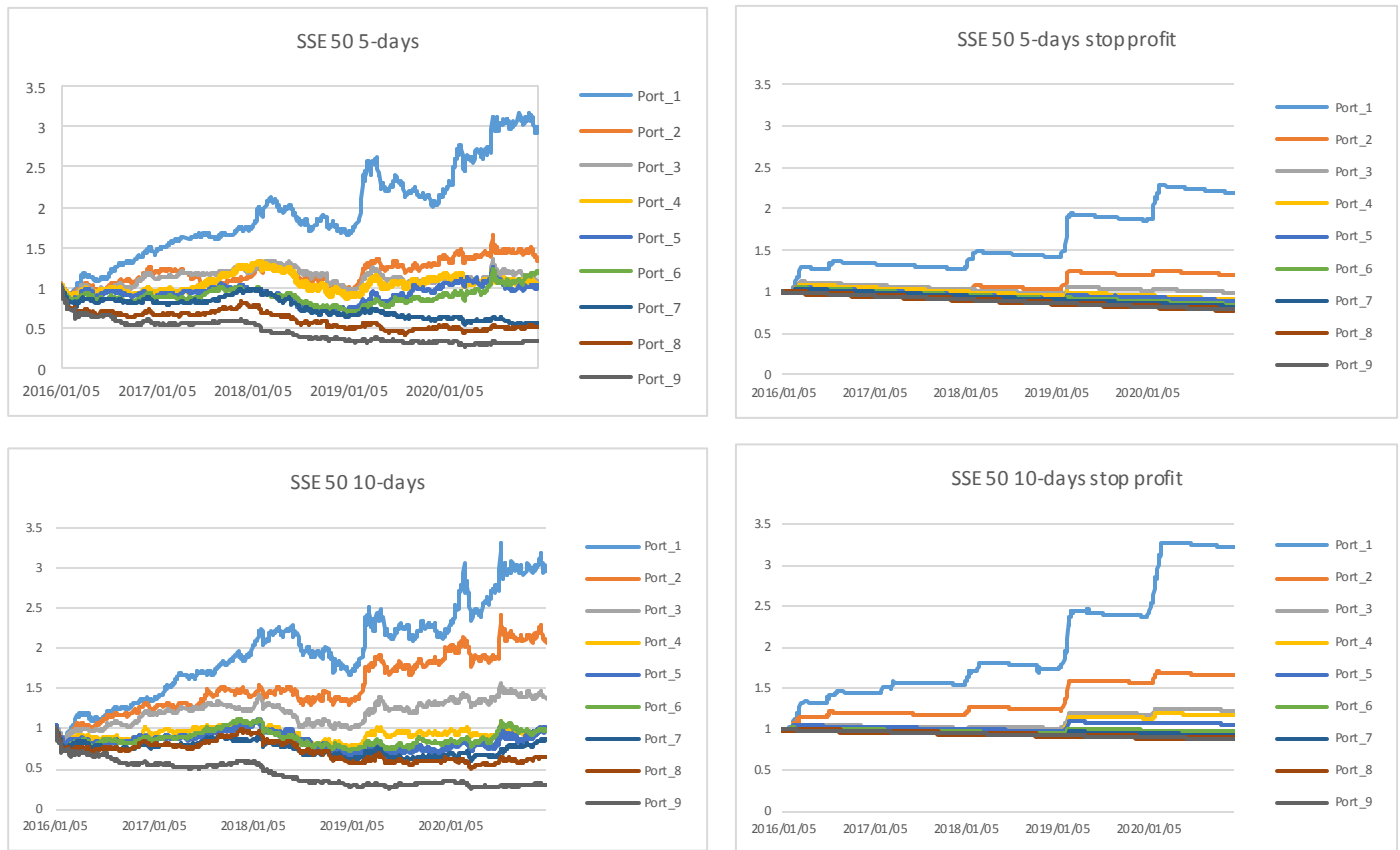 SSE 50 5-days
3.5
3
2.5
2
1.5
1
0.5
0
2016/01/05 2017/01/05 2018/01/05 2019/01/05 2020/01/05
Port_1
Port_2
Port_3
Port_4
Port_5
Port_6
Port_7
Port_8
Port_9
SSE 50 5-days stop profit
3.5
3
2.5
2
1.5
1
0.5
0
2016/01/05 2017/01/05 2018/01/05 2019/01/05 2020/01/05
Port_1
Port_2
Port_3
Port_4
Port_5
Port_6
Port_7
Port_8
Port_9
SSE 50 10-days
3.5
3
2.5
2
1.5
1
0.5
0
2016/01/05 2017/01/05 2018/01/05 2019/01/05 2020/01/05
Port_1
Port_2
Port_3
Port_4
Port_5
Port_6
Port_7
Port_8
Port_9
SSE 50 10-days stop profit
3.5
3
2.5
2
1.5
1
0.5
0
2016/01/05 2017/01/05 2018/01/05 2019/01/05 2020/01/05
Port_1
Port_2
Port_3
Port_4
Port_5
Port_6
Port_7
Port_8
Port_9